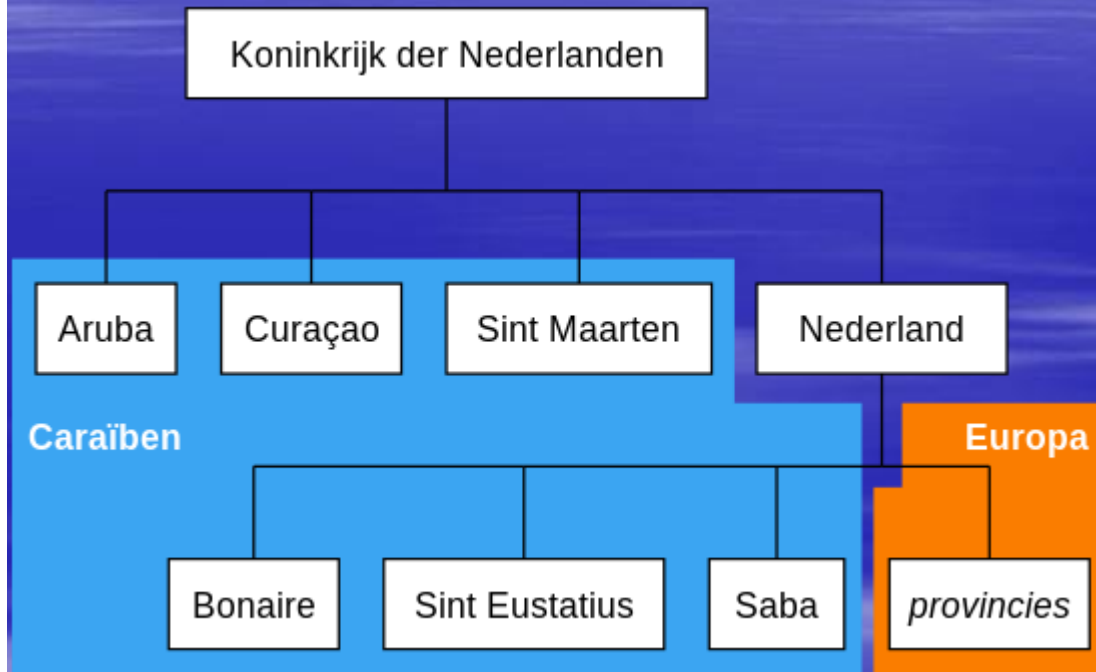 Koninkrijk der Nederlanden
Aruba
Curaçao
Sint Maarten
Nederland
Caraïben
Europa
Bonaire
Sint Eustatius
Saba
provincies